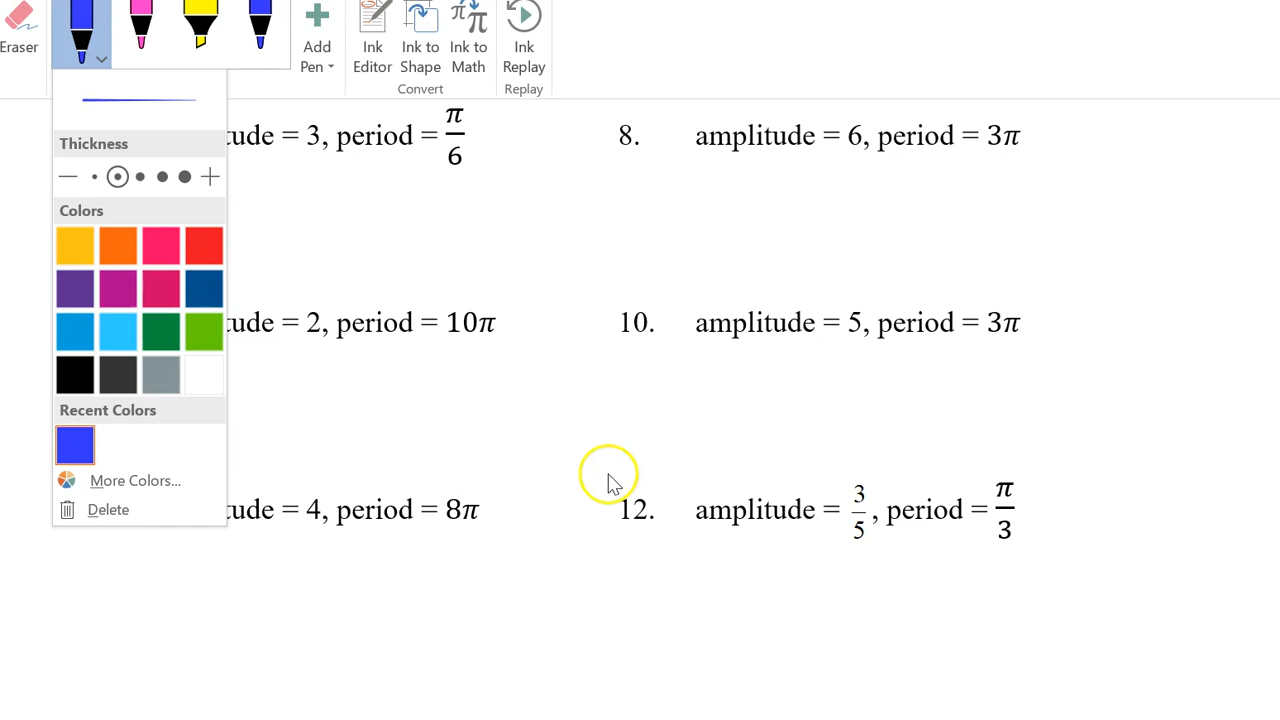 Eraser
Add Pen
Ink Editor
Ink to Shape
Ink to Math
Ink Replay
Convert
Replay
Thickness
Colors
Recent Colors
More Colors...
Delete
tude = 3, period = π/6
8. amplitude = 6, period = 3π
tude = 2, period = 10π
10. amplitude = 5, period = 3π
tude = 4, period = 8π
12. amplitude = 3/5, period = π/3